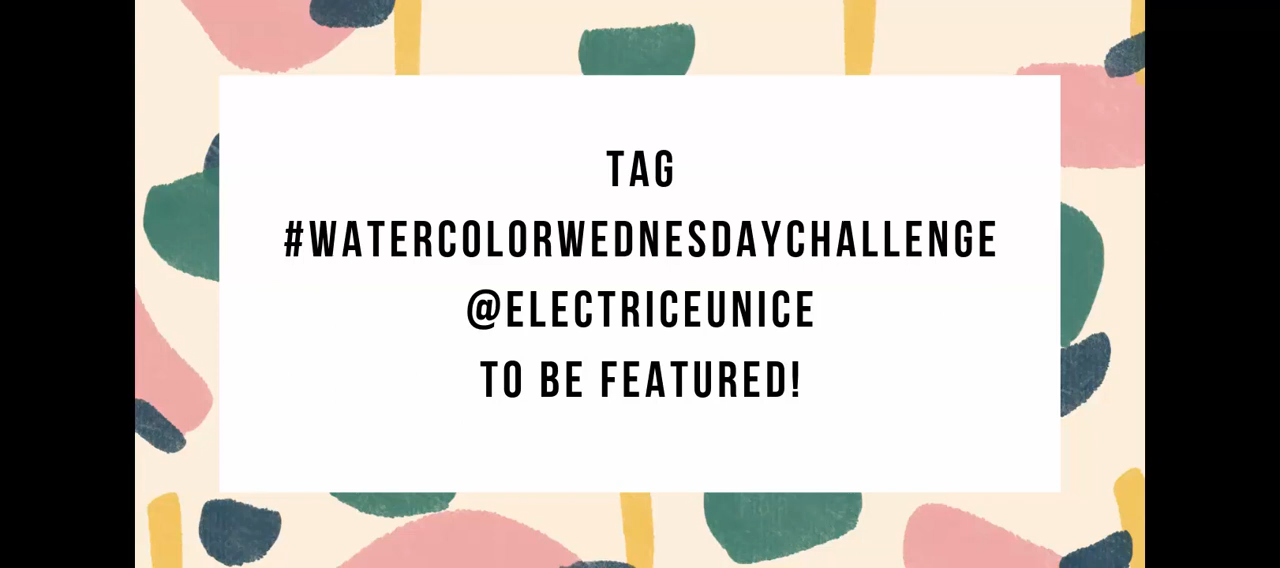 TAG
#WATERCOLORWEDNESDAYCHALLENGE
@ELECTRICEUNICE
TO BE FEATURED!